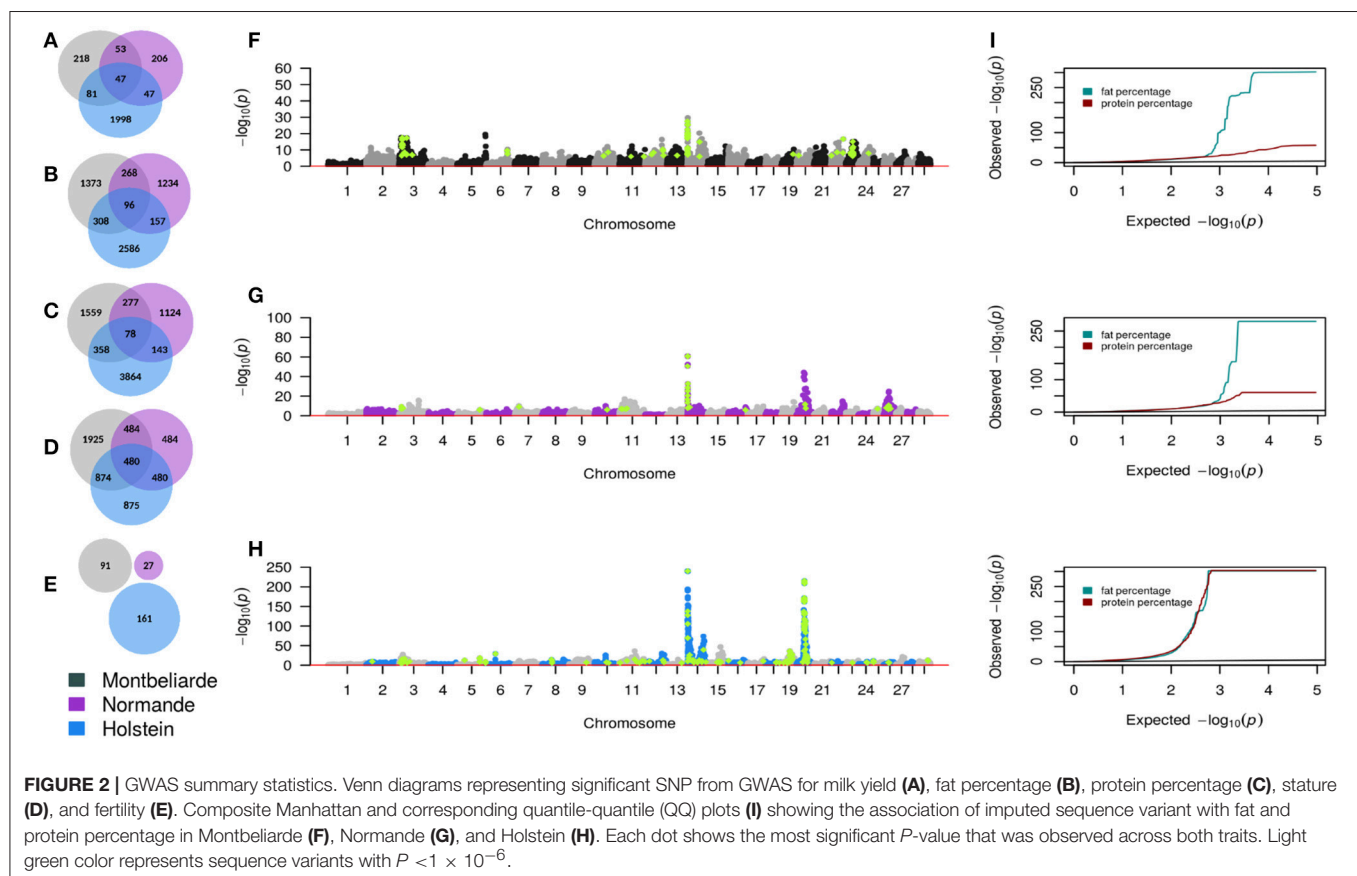 A
218
53
206
47
81
47
1998
B
1373
268
1234
96
308
157
2586
C
1559
277
1124
78
358
143
3864
D
1925
484
484
480
874
480
875
E
91
27
161
Montbeliarde
Normande
Holstein
F
−log10(p)
60
50
40
30
20
10
0
1 2 3 4 5 6 7 8 9 11 13 15 17 19 21 24 27
Chromosome
G
−log10(p)
100
80
60
40
20
0
1 2 3 4 5 6 7 8 9 11 13 15 17 19 21 24 27
Chromosome
H
−log10(p)
250
200
150
100
50
0
1 2 3 4 5 6 7 8 9 11 13 15 17 19 21 24 27
Chromosome
I
Observed −log10(p)
250
100
0
fat percentage
protein percentage
0 1 2 3 4 5
Expected −log10(p)
Observed −log10(p)
250
100
0
fat percentage
protein percentage
0 1 2 3 4 5
Expected −log10(p)
Observed −log10(p)
250
100
0
fat percentage
protein percentage
0 1 2 3 4 5
Expected −log10(p)
FIGURE 2 | GWAS summary statistics. Venn diagrams representing significant SNP from GWAS for milk yield (A), fat percentage (B), protein percentage (C), stature
(D), and fertility (E). Composite Manhattan and corresponding quantile-quantile (QQ) plots (I) showing the association of imputed sequence variant with fat and
protein percentage in Montbeliarde (F), Normande (G), and Holstein (H). Each dot shows the most significant P-value that was observed across both traits. Light
green color represents sequence variants with P <1 × 10−6.